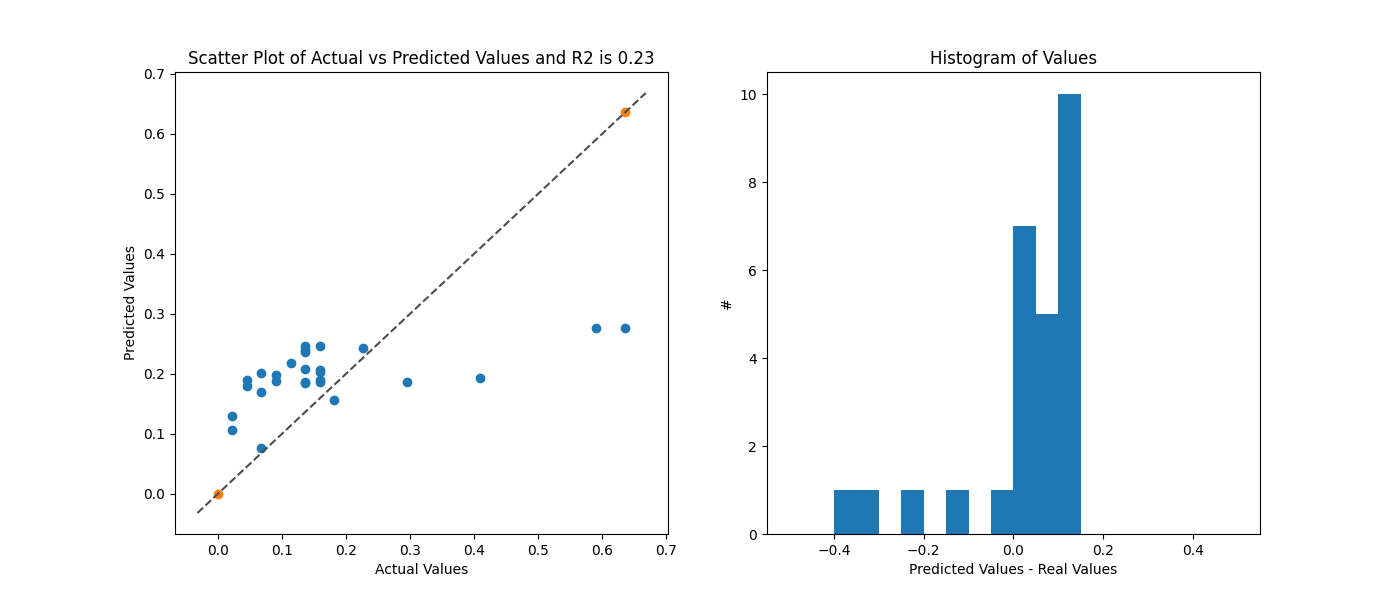 Scatter Plot of Actual vs Predicted Values and R2 is 0.23
0.7
0.6
0.5
0.4
0.3
0.2
0.1
0.0
Predicted Values
0.0 0.1 0.2 0.3 0.4 0.5 0.6 0.7
Actual Values
Histogram of Values
10
8
6
4
2
0
#
−0.4 −0.2 0.0 0.2 0.4
Predicted Values - Real Values